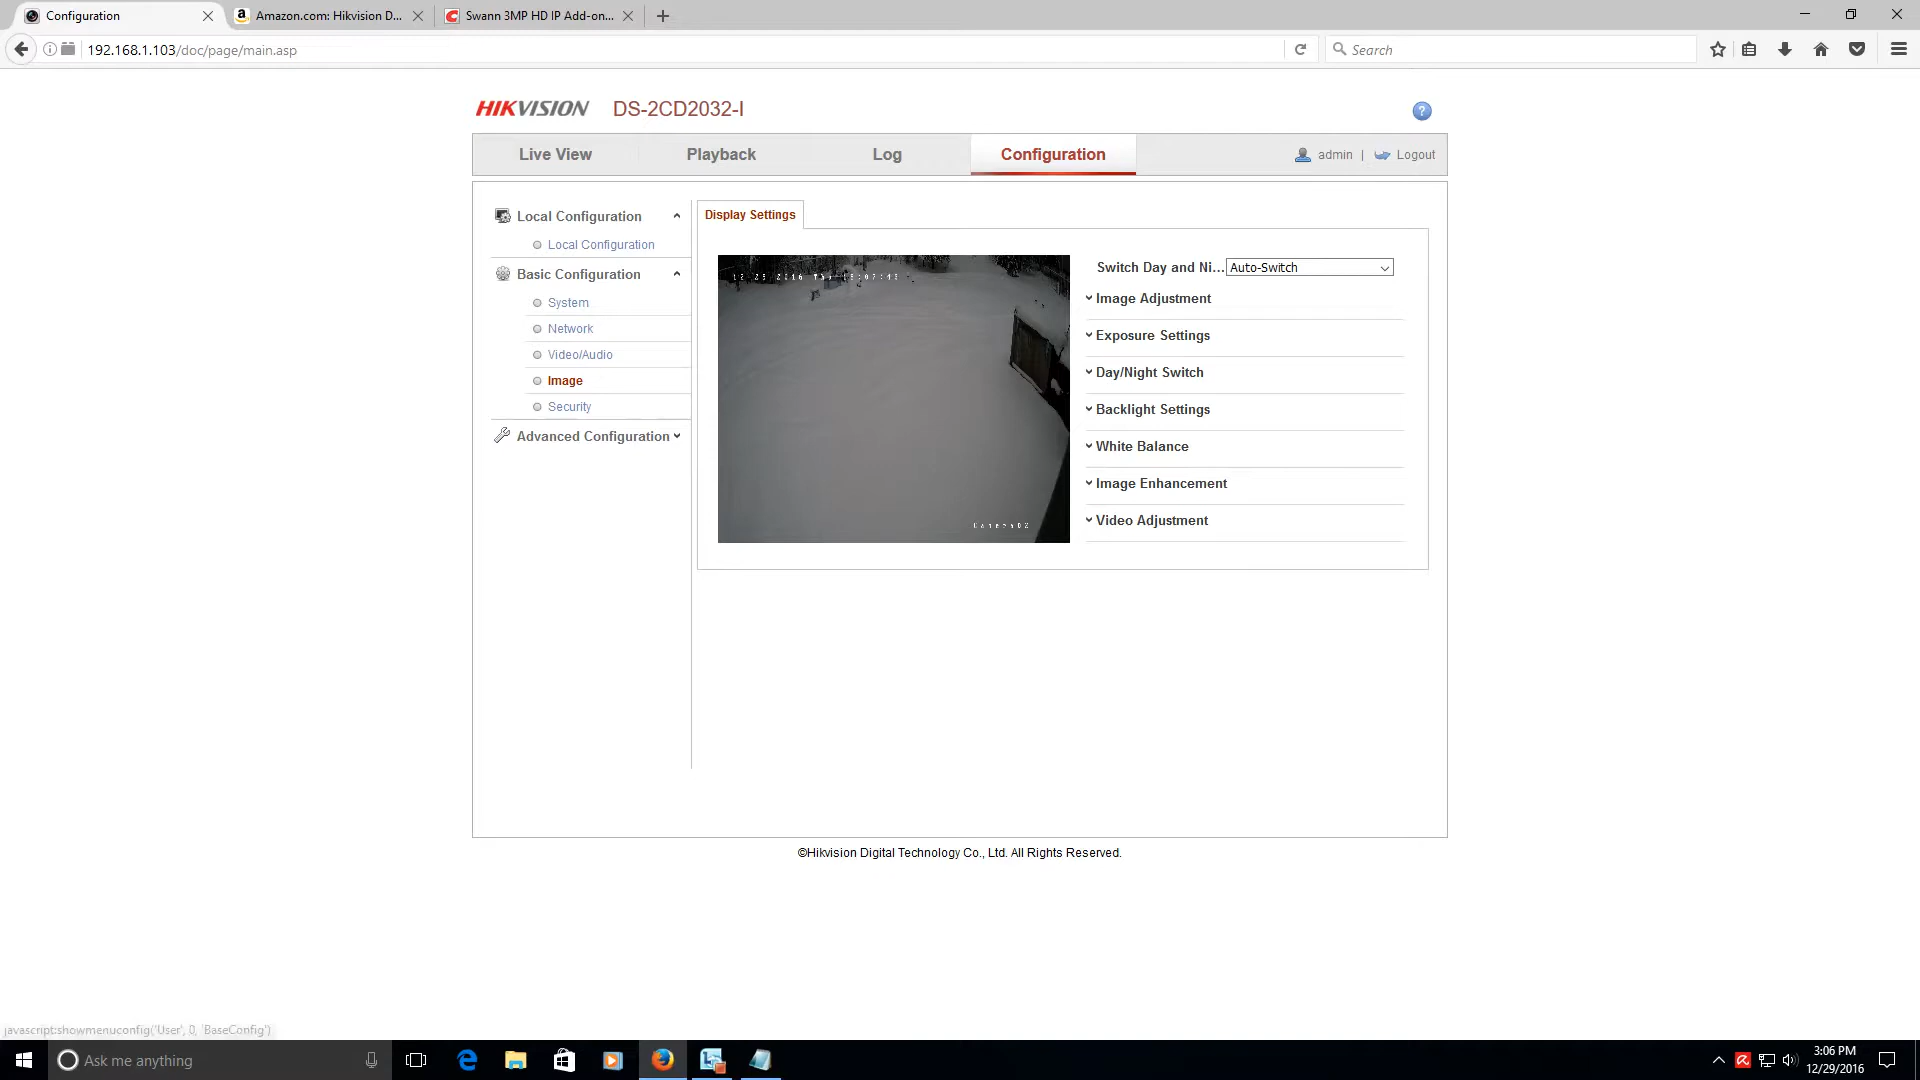 Configuration
Amazon.com: Hikvision D...
Swann 3MP HD IP Add-on...
192.168.1.103/doc/page/main.asp
Search
HIKVISION DS-2CD2032-I
Live View
Playback
Log
Configuration
admin | Logout
Local Configuration
Local Configuration
Basic Configuration
System
Network
Video/Audio
Image
Security
Advanced Configuration
Display Settings
Camera02
Switch Day and Ni... Auto-Switch
Image Adjustment
Exposure Settings
Day/Night Switch
Backlight Settings
White Balance
Image Enhancement
Video Adjustment
©Hikvision Digital Technology Co., Ltd. All Rights Reserved.
javascript:showmenuconfig('User', 0, 'BaseConfig')
Ask me anything
3:06 PM
12/29/2016